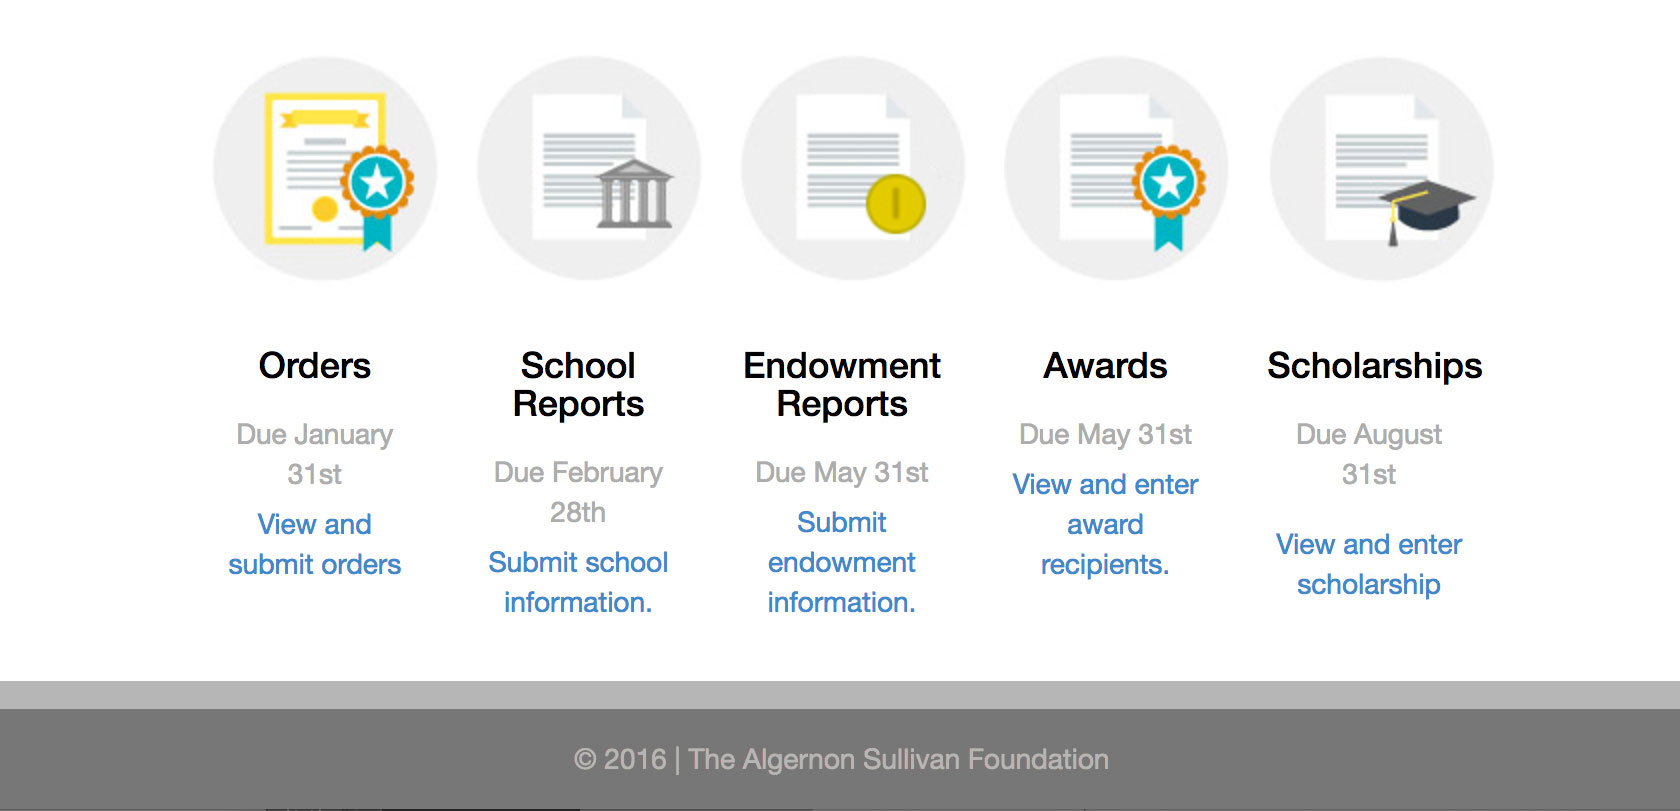 Orders
Due January
31st
View and
submit orders
School
Reports
Due February
28th
Submit school
information.
Endowment
Reports
Due May 31st
Submit
endowment
information.
Awards
Due May 31st
View and enter
award
recipients.
Scholarships
Due August
31st
View and enter
scholarship
© 2016 | The Algernon Sullivan Foundation